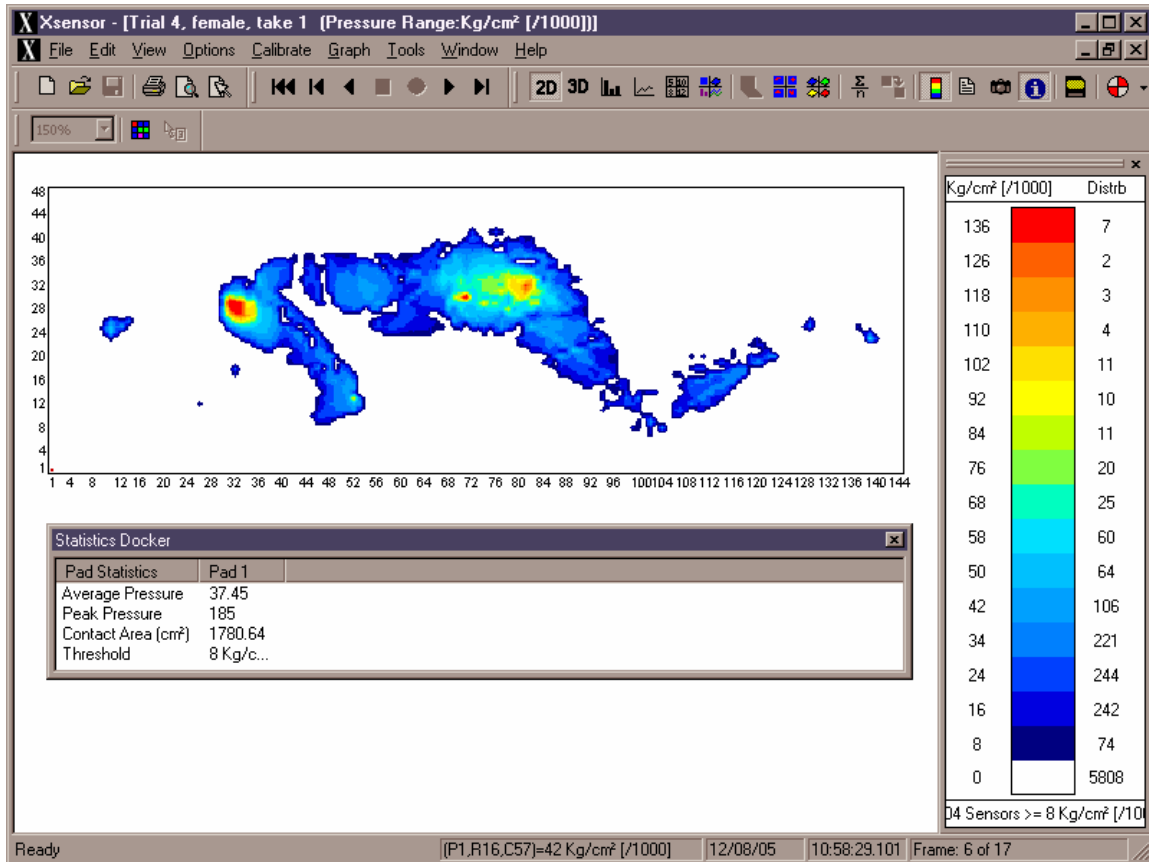 X Xsensor - [Trial 4, female, take 1 (Pressure Range:Kg/cm² [/1000])]
X File Edit View Options Calibrate Graph Tools Window Help
2D 3D
150%
48
44
40
36
32
28
24
20
16
12
8
4
1
1 4 8 12 16 20 24 28 32 36 40 44 48 52 56 60 64 68 72 76 80 84 88 92 96 100 104 108 112 116 120 124 128 132 136 140 144
Statistics Docker
Pad Statistics Pad 1
Average Pressure 37.45
Peak Pressure 185
Contact Area (cm²) 1780.64
Threshold 8 Kg/c...
Kg/cm² [/1000] Distrb
136 7
126 2
118 3
110 4
102 11
92 10
84 11
76 20
68 25
58 60
50 64
42 106
34 221
24 244
16 242
8 74
0 5808
04 Sensors >= 8 Kg/cm² [/10
Ready (P1,R16,C57)=42 Kg/cm² [/1000] 12/08/05 10:58:29.101 Frame: 6 of 17